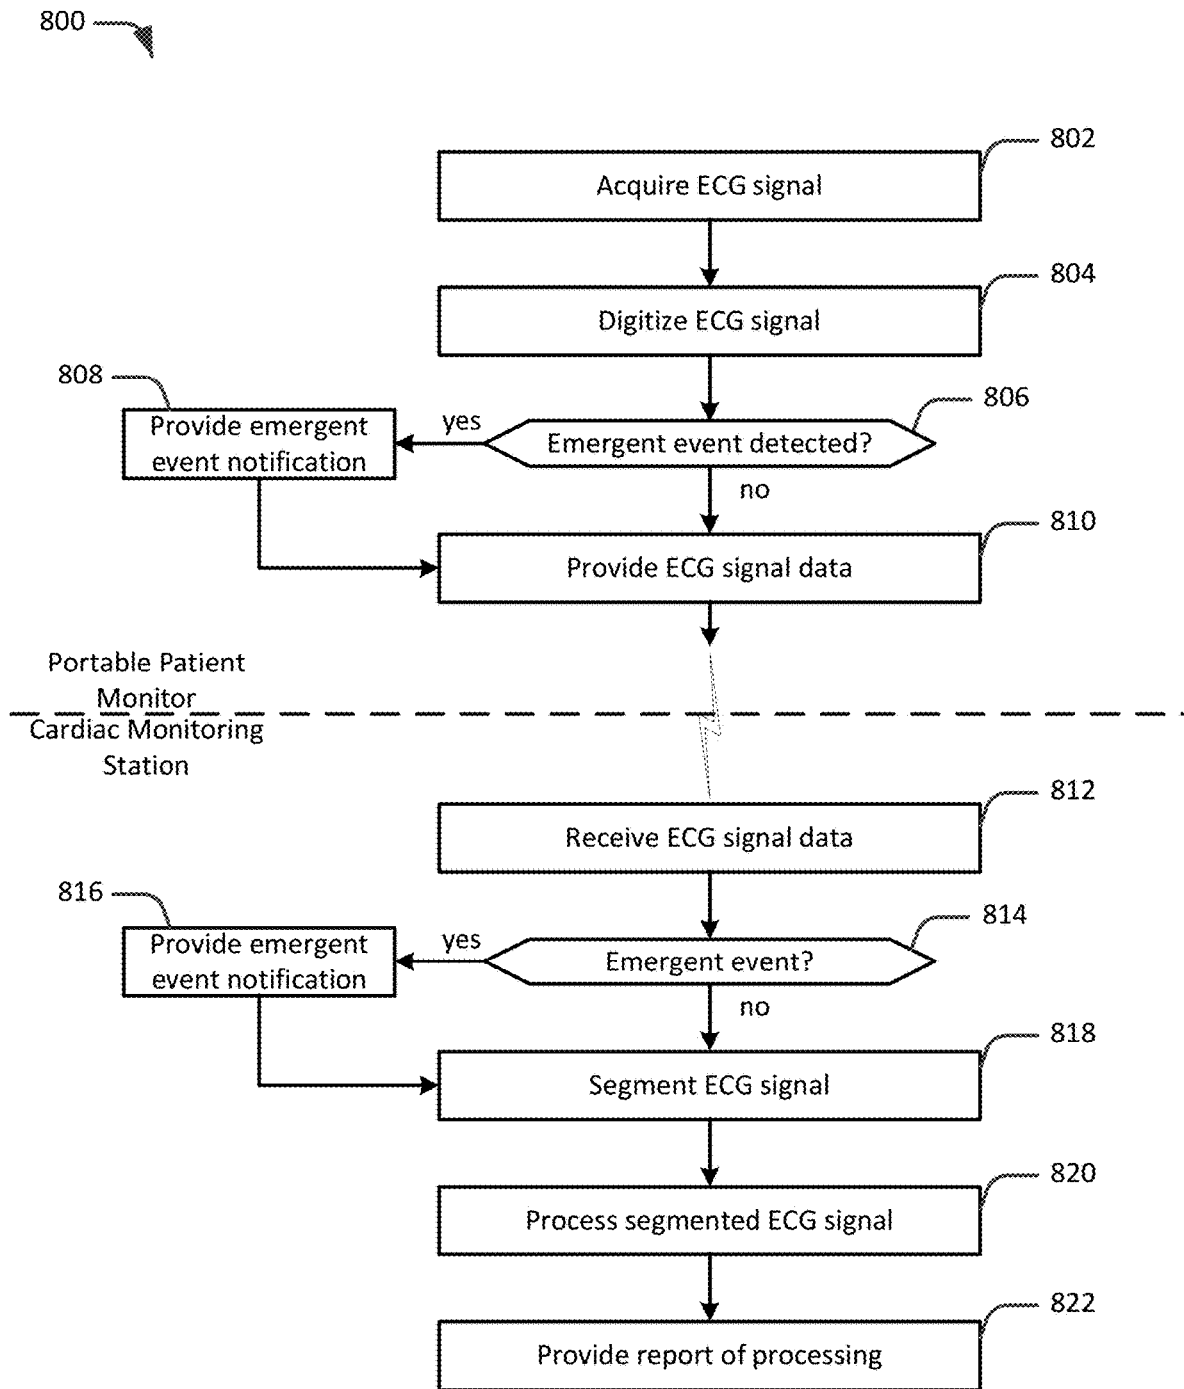 800
802
Acquire ECG signal
804
Digitize ECG signal
808
806
Provide emergent
event notification
yes
Emergent event detected?
no
810
Provide ECG signal data
Portable Patient
Monitor
Cardiac Monitoring
Station
812
Receive ECG signal data
816
814
Provide emergent
event notification
yes
Emergent event?
no
818
Segment ECG signal
820
Process segmented ECG signal
822
Provide report of processing